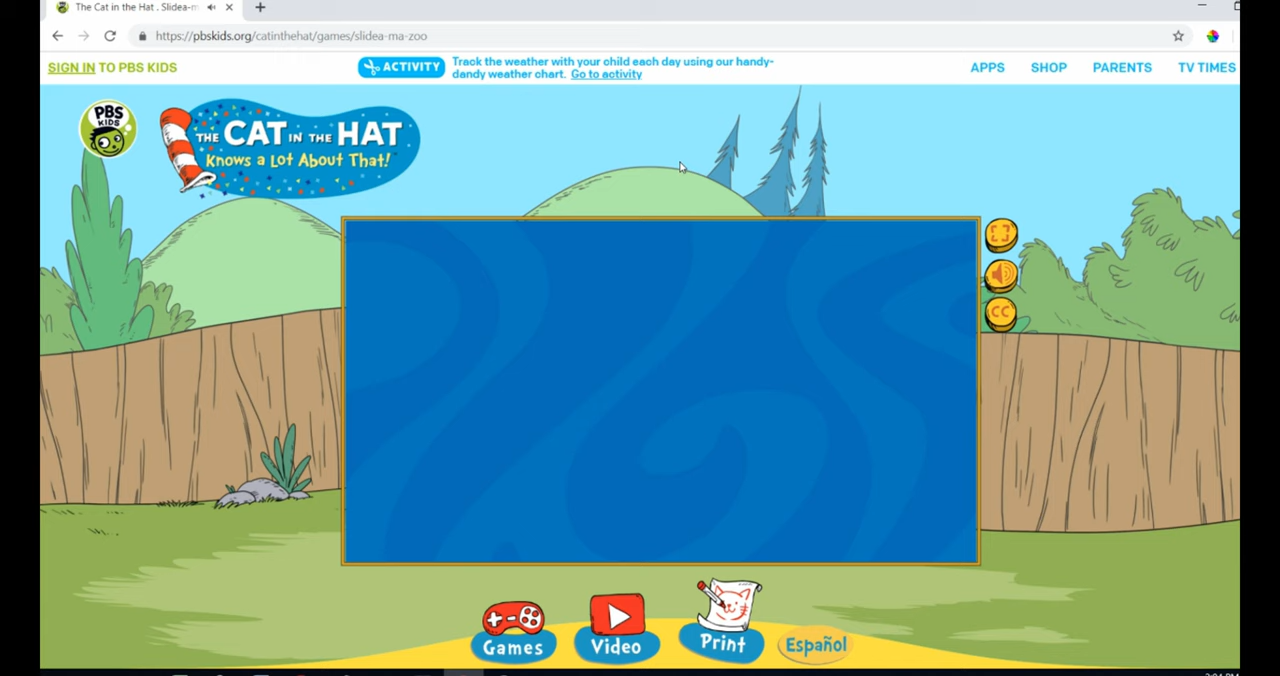 The Cat in the Hat . Slidea-m
https://pbskids.org/catinthehat/games/slidea-ma-zoo
SIGN IN TO PBS KIDS
ACTIVITY
Track the weather with your child each day using our handy-
dandy weather chart. Go to activity
APPS
SHOP
PARENTS
TV TIMES
PBS
KIDS
THE CAT IN THE HAT
Knows a Lot About That!
CC
Games
Video
Print
Español